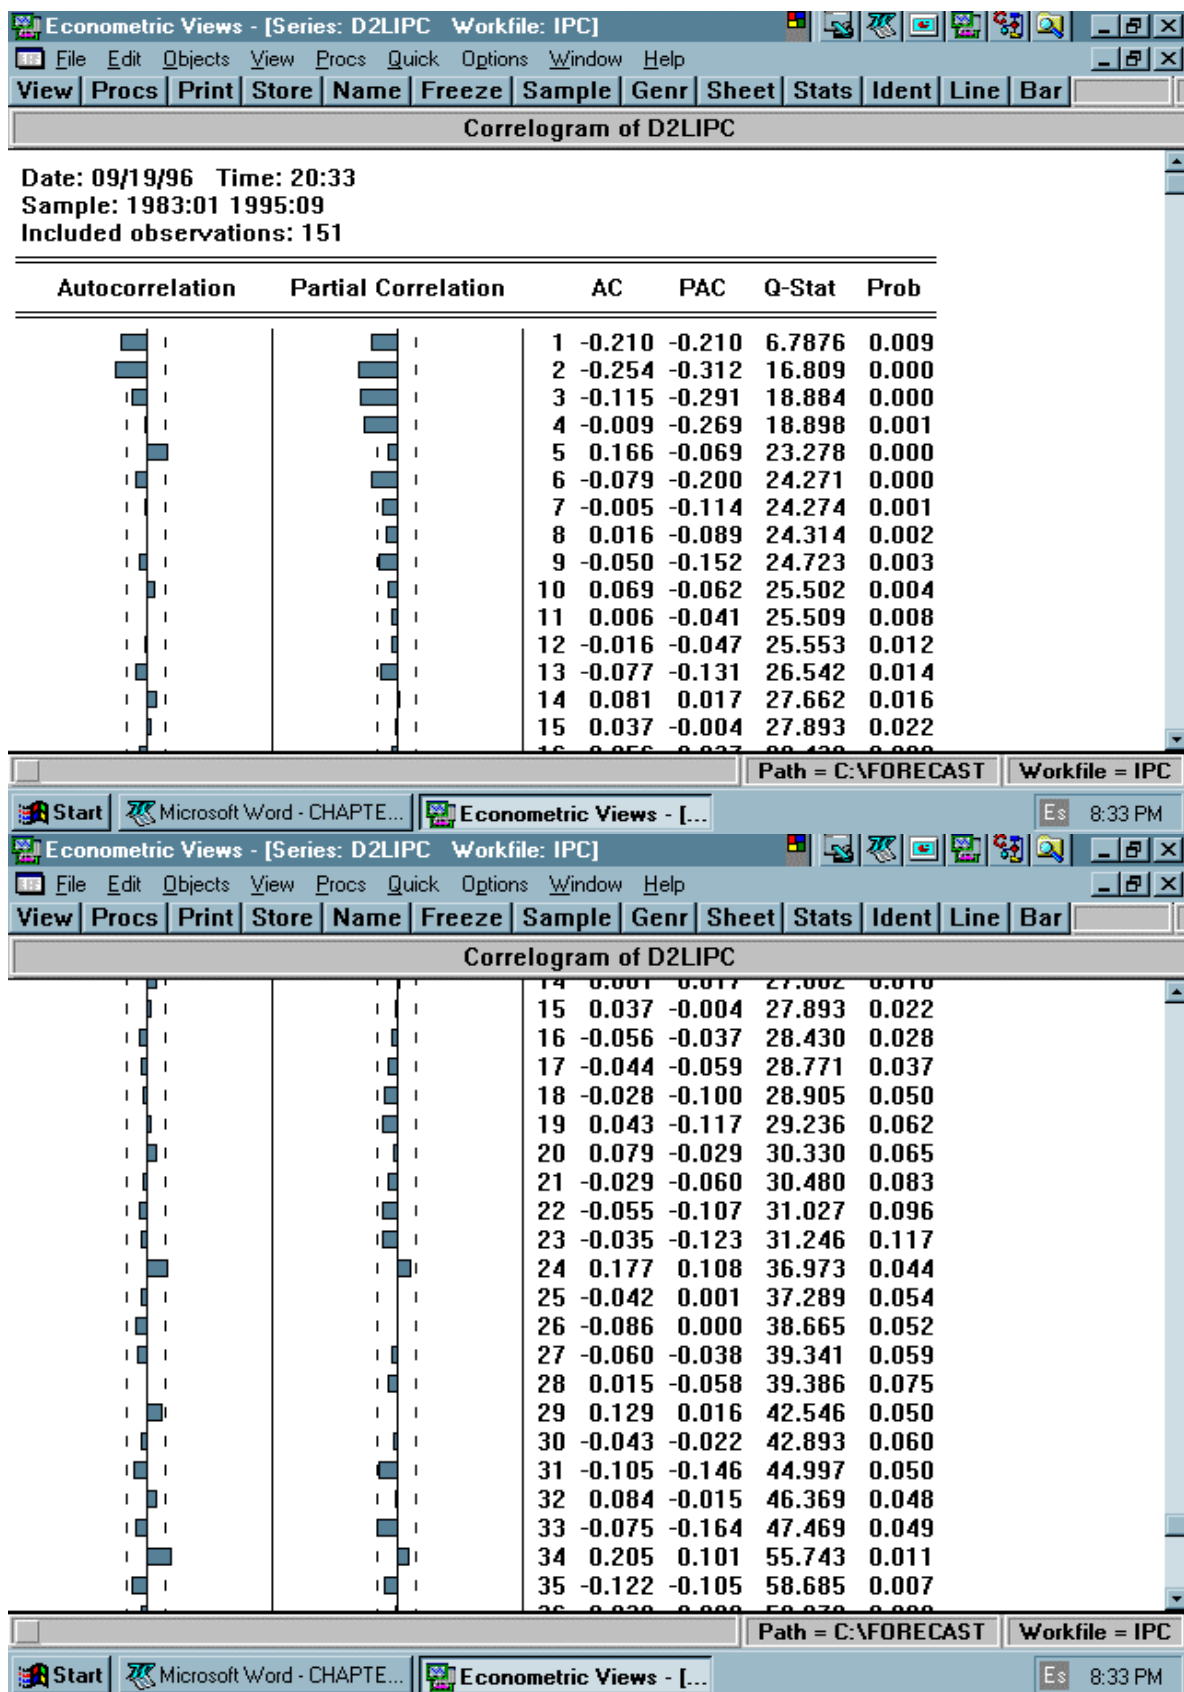 Econometric Views - [Series: D2LIPC Workfile: IPC]
File Edit Objects View Procs Quick Options Window Help
View Procs Print Store Name Freeze Sample Genr Sheet Stats Ident Line Bar
Correlogram of D2LIPC
Date: 09/19/96 Time: 20:33
Sample: 1983:01 1995:09
Included observations: 151
Autocorrelation Partial Correlation AC PAC Q-Stat Prob
1 -0.210 -0.210 6.7876 0.009
2 -0.254 -0.312 16.809 0.000
3 -0.115 -0.291 18.884 0.000
4 -0.009 -0.269 18.898 0.001
5 0.166 -0.069 23.278 0.000
6 -0.079 -0.200 24.271 0.000
7 -0.005 -0.114 24.274 0.001
8 0.016 -0.089 24.314 0.002
9 -0.050 -0.152 24.723 0.003
10 0.069 -0.062 25.502 0.004
11 0.006 -0.041 25.509 0.008
12 -0.016 -0.047 25.553 0.012
13 -0.077 -0.131 26.542 0.014
14 0.081 0.017 27.662 0.016
15 0.037 -0.004 27.893 0.022
Path = C:\FORECAST Workfile = IPC
Start Microsoft Word - CHAPTE... Econometric Views - [... Es 8:33 PM
Econometric Views - [Series: D2LIPC Workfile: IPC]
File Edit Objects View Procs Quick Options Window Help
View Procs Print Store Name Freeze Sample Genr Sheet Stats Ident Line Bar
Correlogram of D2LIPC
15 0.037 -0.004 27.893 0.022
16 -0.056 -0.037 28.430 0.028
17 -0.044 -0.059 28.771 0.037
18 -0.028 -0.100 28.905 0.050
19 0.043 -0.117 29.236 0.062
20 0.079 -0.029 30.330 0.065
21 -0.029 -0.060 30.480 0.083
22 -0.055 -0.107 31.027 0.096
23 -0.035 -0.123 31.246 0.117
24 0.177 0.108 36.973 0.044
25 -0.042 0.001 37.289 0.054
26 -0.086 0.000 38.665 0.052
27 -0.060 -0.038 39.341 0.059
28 0.015 -0.058 39.386 0.075
29 0.129 0.016 42.546 0.050
30 -0.043 -0.022 42.893 0.060
31 -0.105 -0.146 44.997 0.050
32 0.084 -0.015 46.369 0.048
33 -0.075 -0.164 47.469 0.049
34 0.205 0.101 55.743 0.011
35 -0.122 -0.105 58.685 0.007
Path = C:\FORECAST Workfile = IPC
Start Microsoft Word - CHAPTE... Econometric Views - [... Es 8:33 PM